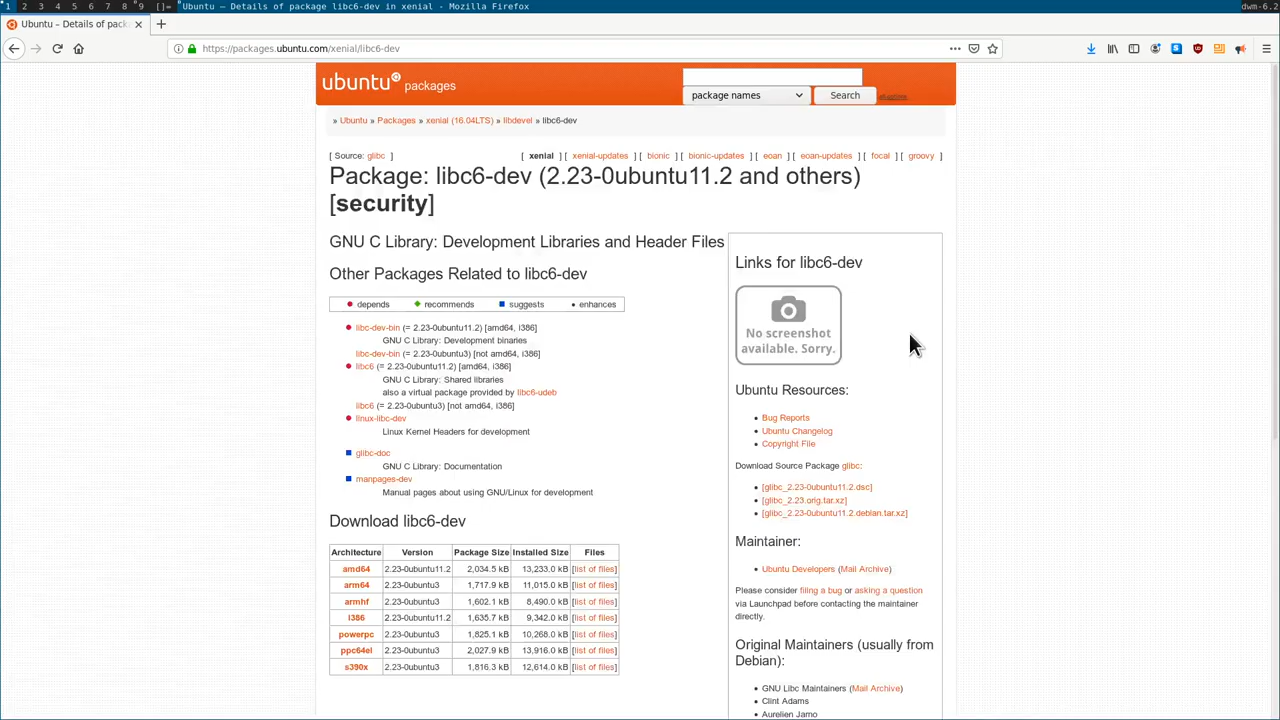 1 2 3 4 5 6 7 8 9 []= Ubuntu – Details of package libc6-dev in xenial - Mozilla Firefox dwm-6.2
Ubuntu – Details of pack
https://packages.ubuntu.com/xenial/libc6-dev
ubuntu packages
package names Search
all options
» Ubuntu » Packages » xenial (16.04LTS) » libdevel » libc6-dev
[ Source: glibc ] [ xenial ] [ xenial-updates ] [ bionic ] [ bionic-updates ] [ eoan ] [ eoan-updates ] [ focal ] [ groovy ]
Package: libc6-dev (2.23-0ubuntu11.2 and others)
[security]
GNU C Library: Development Libraries and Header Files
Other Packages Related to libc6-dev
depends recommends suggests enhances
libc-dev-bin (= 2.23-0ubuntu11.2) [amd64, i386]
GNU C Library: Development binaries
libc-dev-bin (= 2.23-0ubuntu3) [not amd64, i386]
libc6 (= 2.23-0ubuntu11.2) [amd64, i386]
GNU C Library: Shared libraries
also a virtual package provided by libc6-udeb
libc6 (= 2.23-0ubuntu3) [not amd64, i386]
linux-libc-dev
Linux Kernel Headers for development
glibc-doc
GNU C Library: Documentation
manpages-dev
Manual pages about using GNU/Linux for development
Download libc6-dev
Architecture Version Package Size Installed Size Files
amd64 2.23-0ubuntu11.2 2,034.5 kB 13,233.0 kB [list of files]
arm64 2.23-0ubuntu3 1,717.9 kB 11,015.0 kB [list of files]
armhf 2.23-0ubuntu3 1,602.1 kB 8,490.0 kB [list of files]
i386 2.23-0ubuntu11.2 1,635.7 kB 9,342.0 kB [list of files]
powerpc 2.23-0ubuntu3 1,825.1 kB 10,268.0 kB [list of files]
ppc64el 2.23-0ubuntu3 2,027.9 kB 13,916.0 kB [list of files]
s390x 2.23-0ubuntu3 1,816.3 kB 12,614.0 kB [list of files]
Links for libc6-dev
No screenshot
available. Sorry.
Ubuntu Resources:
Bug Reports
Ubuntu Changelog
Copyright File
Download Source Package glibc:
[glibc_2.23-0ubuntu11.2.dsc]
[glibc_2.23.orig.tar.xz]
[glibc_2.23-0ubuntu11.2.debian.tar.xz]
Maintainer:
Ubuntu Developers (Mail Archive)
Please consider filing a bug or asking a question
via Launchpad before contacting the maintainer
directly.
Original Maintainers (usually from
Debian):
GNU Libc Maintainers (Mail Archive)
Clint Adams
Aurelien Jarno